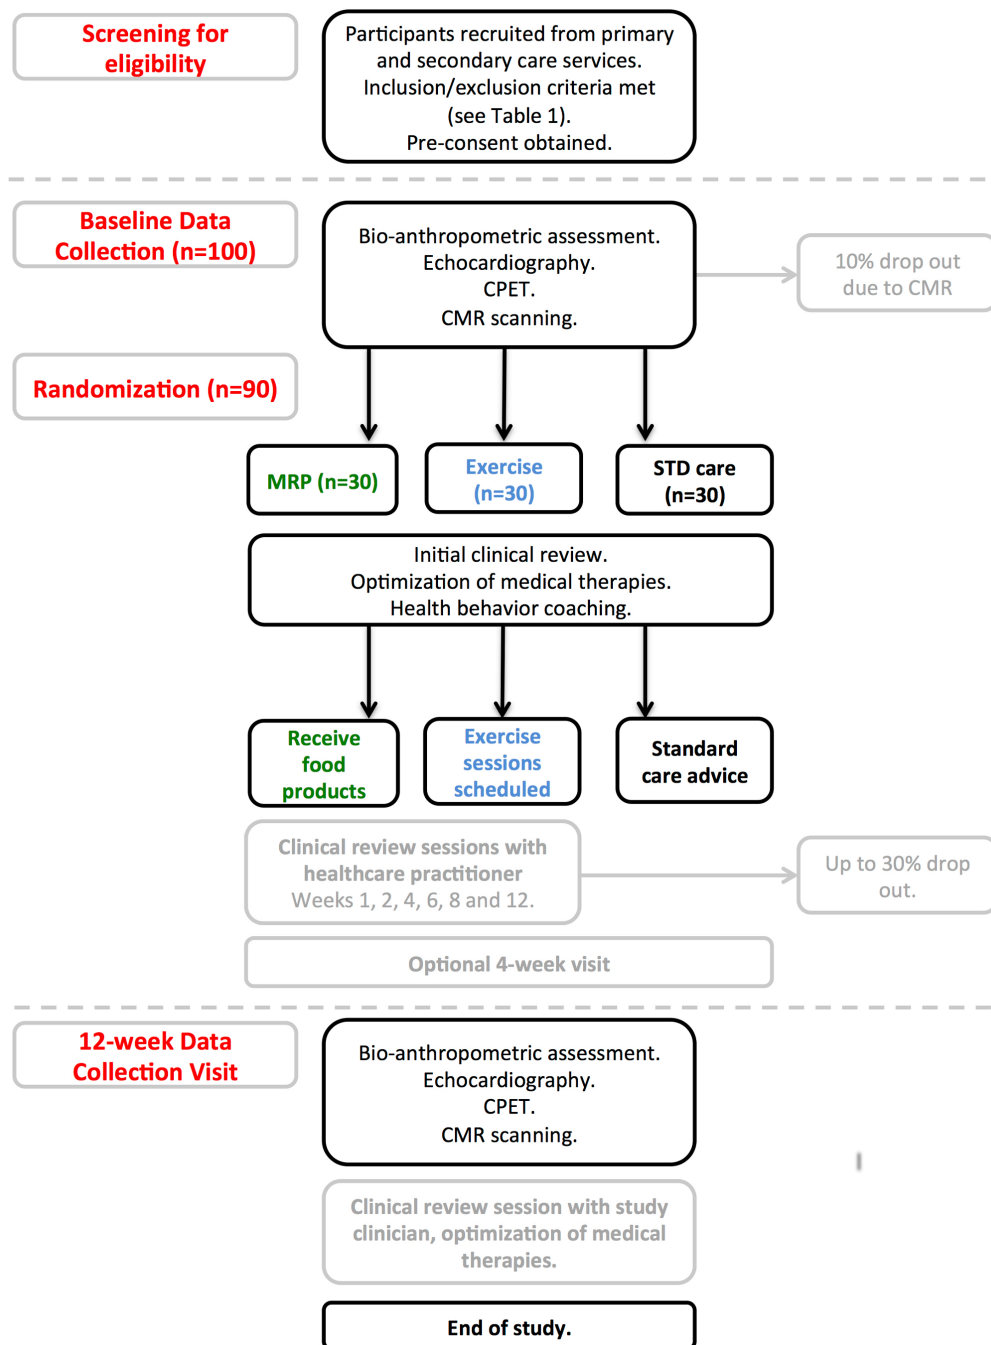 Screening for
eligibility
Participants recruited from primary
and secondary care services.
Inclusion/exclusion criteria met
(see Table 1).
Pre-consent obtained.
Baseline Data
Collection (n=100)
Bio-anthropometric assessment.
Echocardiography.
CPET.
CMR scanning.
10% drop out
due to CMR
Randomization (n=90)
MRP (n=30)
Exercise
(n=30)
STD care
(n=30)
Initial clinical review.
Optimization of medical therapies.
Health behavior coaching.
Receive
food
products
Exercise
sessions
scheduled
Standard
care advice
Clinical review sessions with
healthcare practitioner
Weeks 1, 2, 4, 6, 8 and 12.
Up to 30% drop
out.
Optional 4-week visit
12-week Data
Collection Visit
Bio-anthropometric assessment.
Echocardiography.
CPET.
CMR scanning.
Clinical review session with study
clinician, optimization of medical
therapies.
End of study.